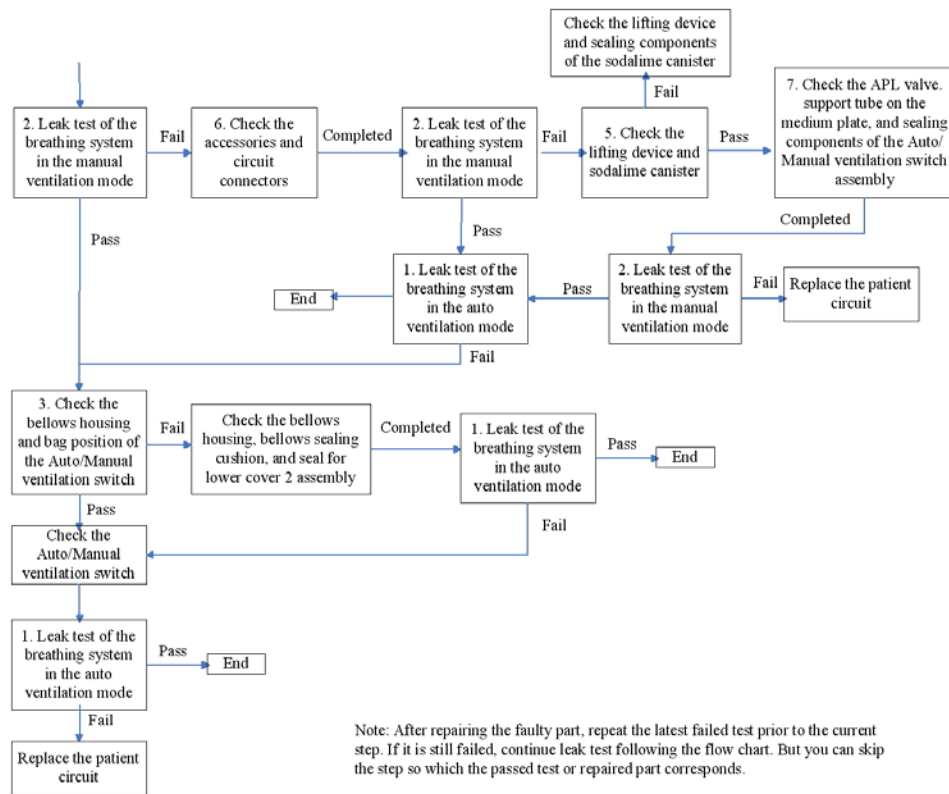 Check the lifting device
and sealing components
of the sodalime canister
Fail
2. Leak test of the
breathing system
in the manual
ventilation mode
Fail
6. Check the
accessories and
circuit
connectors
Completed
2. Leak test of the
breathing system
in the manual
ventilation mode
Fail
5. Check the
lifting device and
sodalime canister
Pass
7. Check the APL valve.
support tube on the
medium plate, and sealing
components of the Auto/
Manual ventilation switch
assembly
Pass
Pass
Completed
End
1. Leak test of the
breathing system
in the auto
ventilation mode
Pass
2. Leak test of the
breathing system
in the manual
ventilation mode
Fail
Replace the patient
circuit
Fail
3. Check the
bellows housing
and bag position of
the Auto/Manual
ventilation switch
Fail
Check the bellows
housing, bellows sealing
cushion, and seal for
lower cover 2 assembly
Completed
1. Leak test of the
breathing system
in the auto
ventilation mode
Pass
End
Pass
Fail
Check the
Auto/Manual
ventilation switch
1. Leak test of the
breathing system
in the auto
ventilation mode
Pass
End
Fail
Replace the patient
circuit
Note: After repairing the faulty part, repeat the latest failed test prior to the current
step. If it is still failed, continue leak test following the flow chart. But you can skip
the step so which the passed test or repaired part corresponds.